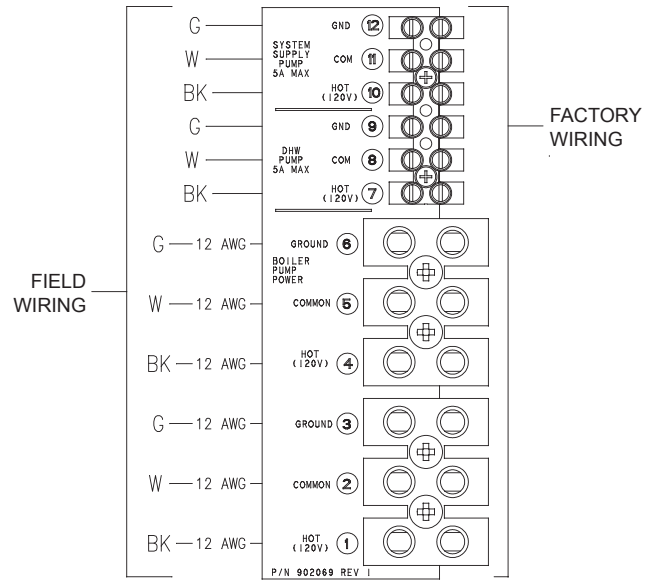 G GND 12
SYSTEM
SUPPLY
PUMP
5A MAX
W COM 11
BK HOT
(120V) 10
G GND 9
DHW
PUMP
5A MAX
W COM 8
BK HOT
(120V) 7
FACTORY
WIRING
G 12 AWG GROUND 6
BOILER
PUMP
POWER
FIELD
WIRING
W 12 AWG COMMON 5
BK 12 AWG HOT
(120V) 4
G 12 AWG GROUND 3
W 12 AWG COMMON 2
BK 12 AWG HOT
(120V) 1
P/N 902069 REV I